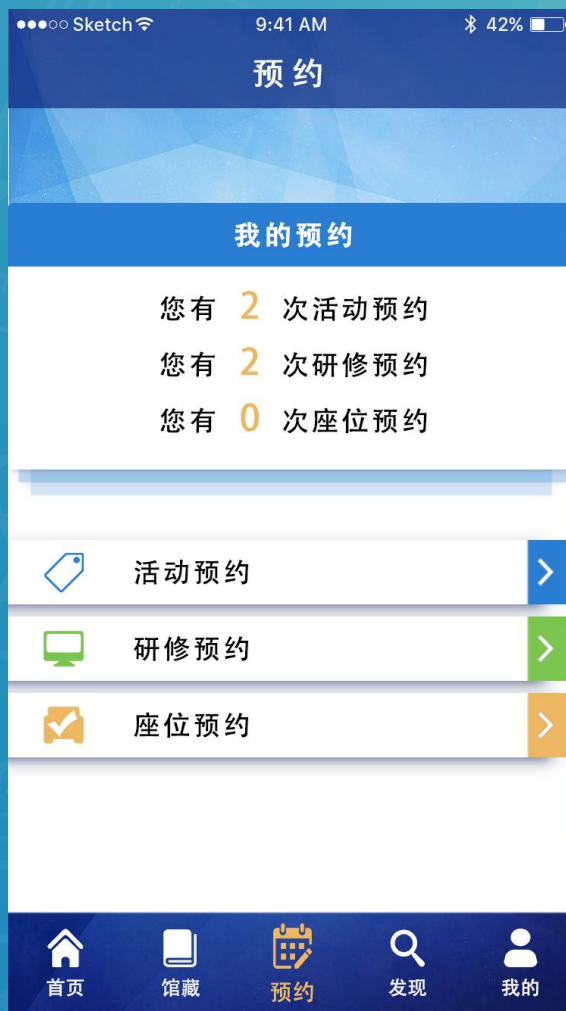 Sketch 9:41 AM 42%
预约
我的预约
您有 2 次活动预约
您有 2 次研修预约
您有 0 次座位预约
活动预约
研修预约
座位预约
首页 馆藏 预约 发现 我的